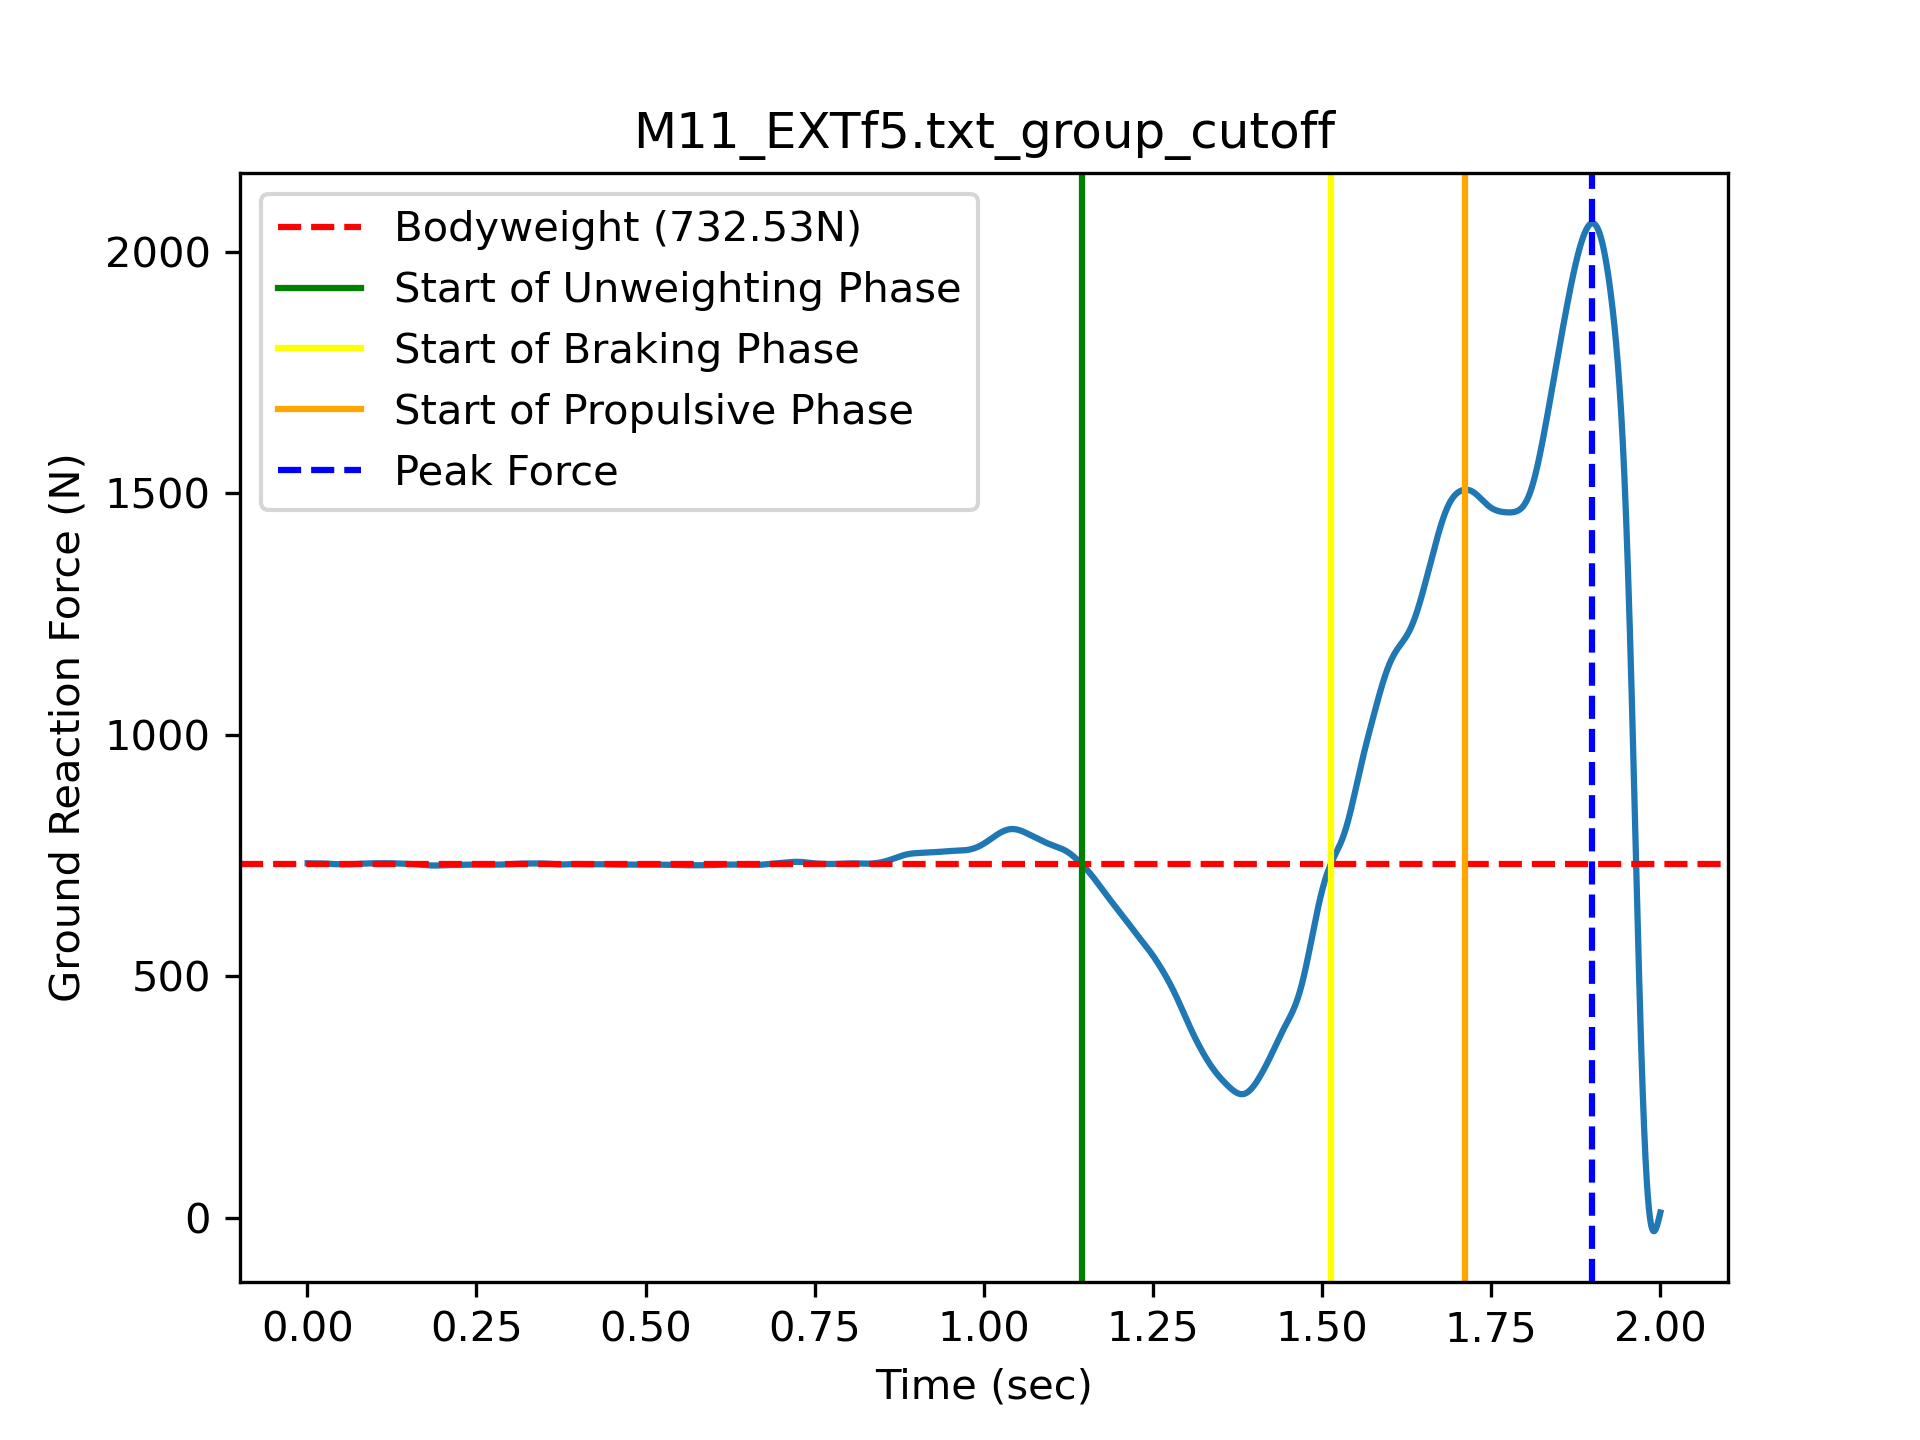 M11_EXTf5.txt_group_cutoff
Bodyweight (732.53N)
Start of Unweighting Phase
Start of Braking Phase
Start of Propulsive Phase
Peak Force
Ground Reaction Force (N)
2000
1500
1000
500
0
0.00 0.25 0.50 0.75 1.00 1.25 1.50 1.75 2.00
Time (sec)